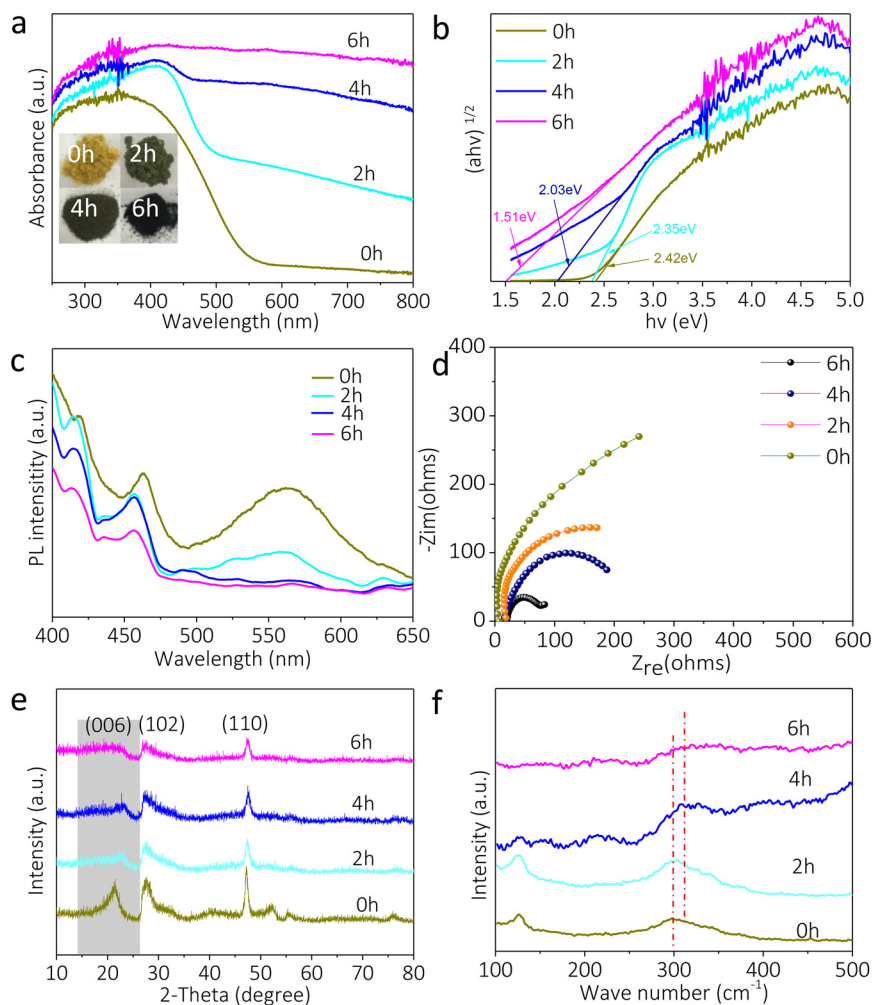 a
6h
4h
2h
0h
0h 2h
4h 6h
Absorbance (a.u.)
300 400 500 600 700 800
Wavelength (nm)
b
0h
2h
4h
6h
(ahv) 1/2
1.51eV
2.03eV
2.35eV
2.42eV
1.5 2.0 2.5 3.0 3.5 4.0 4.5 5.0
hv (eV)
c
0h
2h
4h
6h
PL intensitity (a.u.)
400 450 500 550 600 650
Wavelength (nm)
d
6h
4h
2h
0h
400
300
200
100
0
-Zim(ohms)
0 100 200 300 400 500 600
Zre(ohms)
e
(006) (102) (110)
6h
4h
2h
0h
Intensity (a.u.)
10 20 30 40 50 60 70 80
2-Theta (degree)
f
6h
4h
2h
0h
Intensity (a.u.)
100 200 300 400 500
Wave number (cm-1)